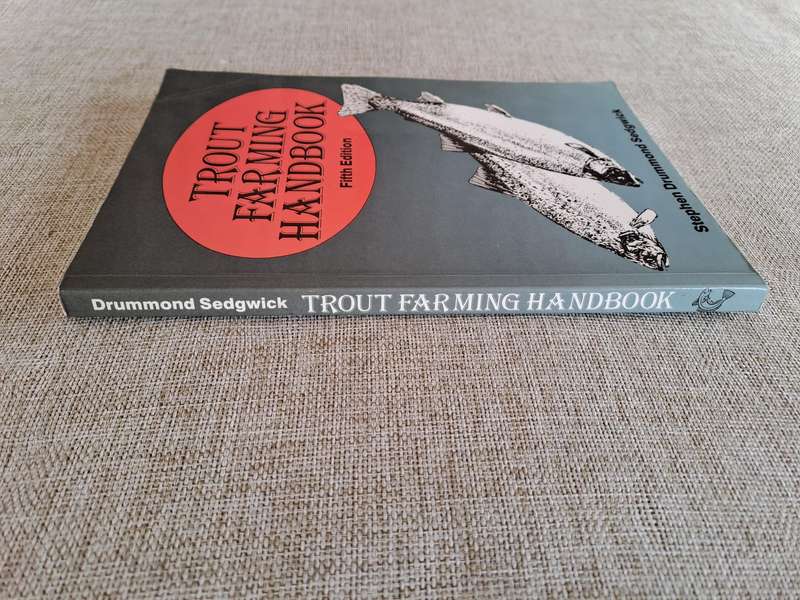 TROUT
FARMING
HANDBOOK
Fifth Edition
Stephen Drummond Sedgwick
Drummond Sedgwick TROUT FARMING HANDBOOK